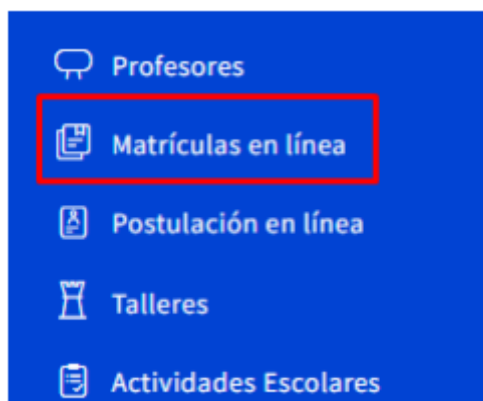 Profesores
Matrículas en línea
Postulación en línea
Talleres
Actividades Escolares